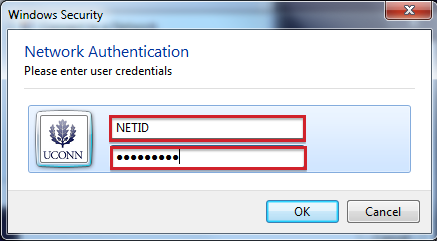 Windows Security
Network Authentication
Please enter user credentials
NETID
UCONN
●●●●●●●●●
OK
Cancel